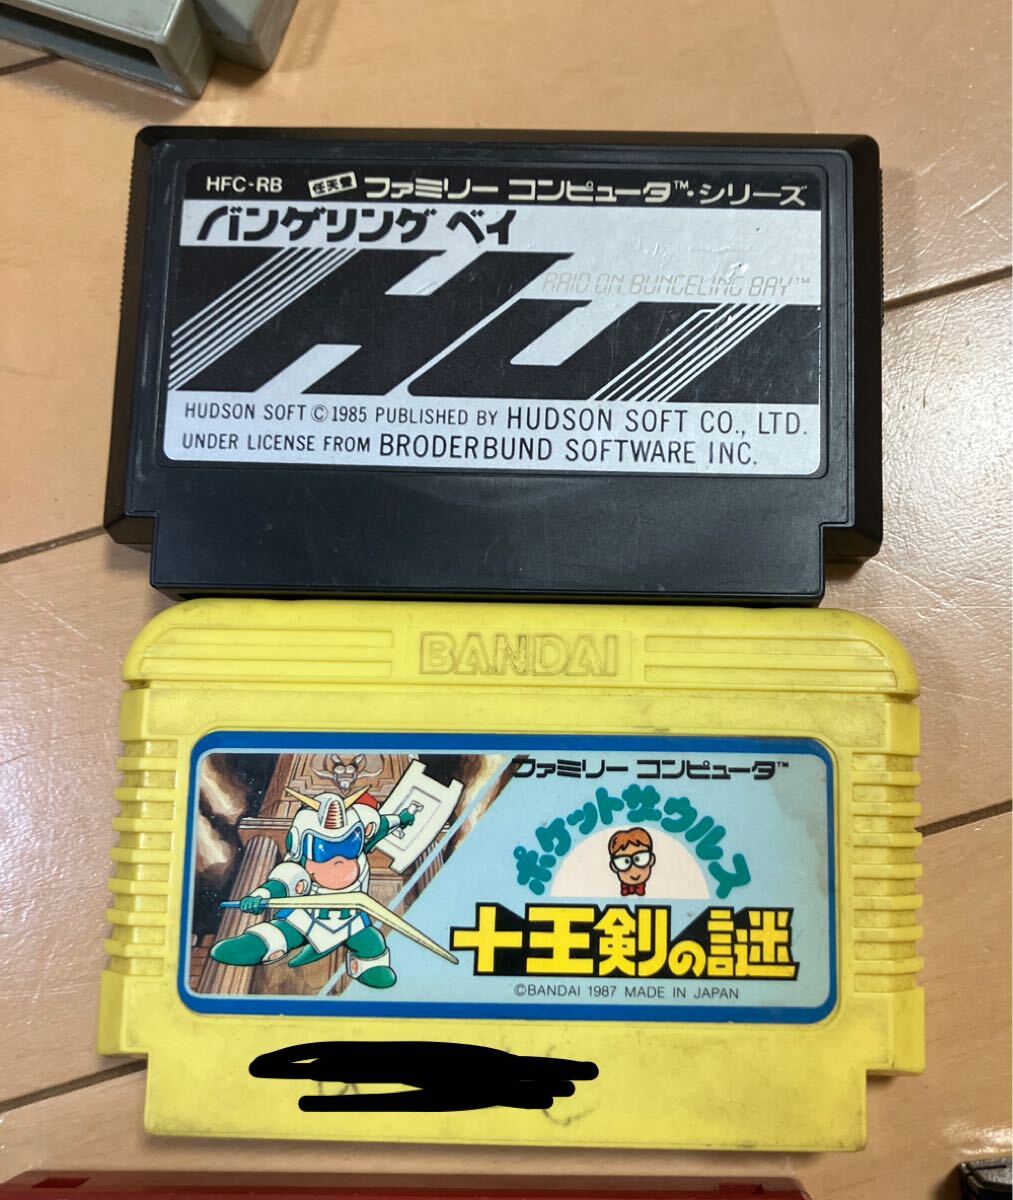 HFC-RB 任天堂 ファミリー コンピュータ™・シリーズ
バンゲリング ベイ
HU
RAID ON BUNGELING BAY™
HUDSON SOFT ©1985 PUBLISHED BY HUDSON SOFT CO., LTD.
UNDER LICENSE FROM BRODERBUND SOFTWARE INC.
BANDAI
ファミリー コンピュータ™
ポケットザウルス
十王剣の謎
©BANDAI 1987 MADE IN JAPAN